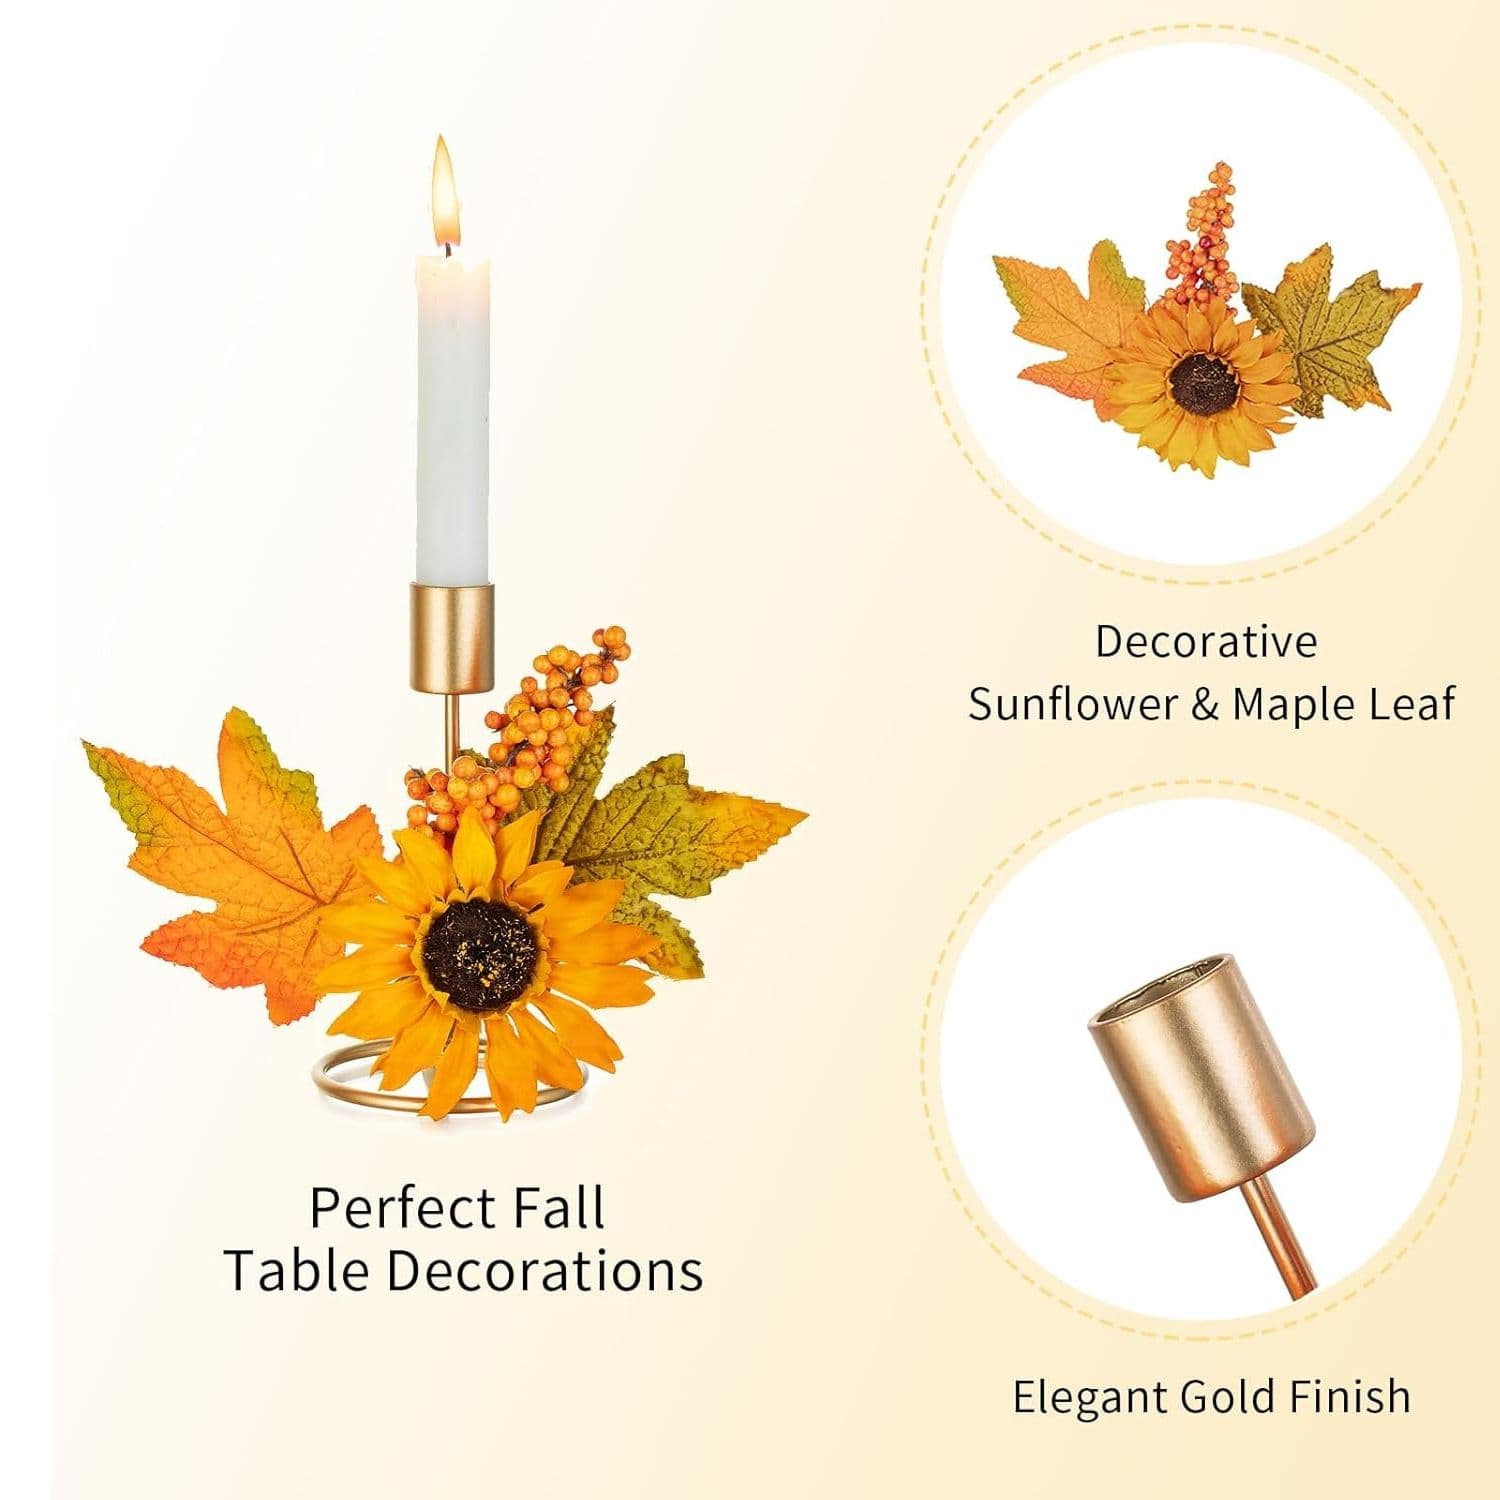 Decorative
Sunflower & Maple Leaf
Perfect Fall
Table Decorations
Elegant Gold Finish